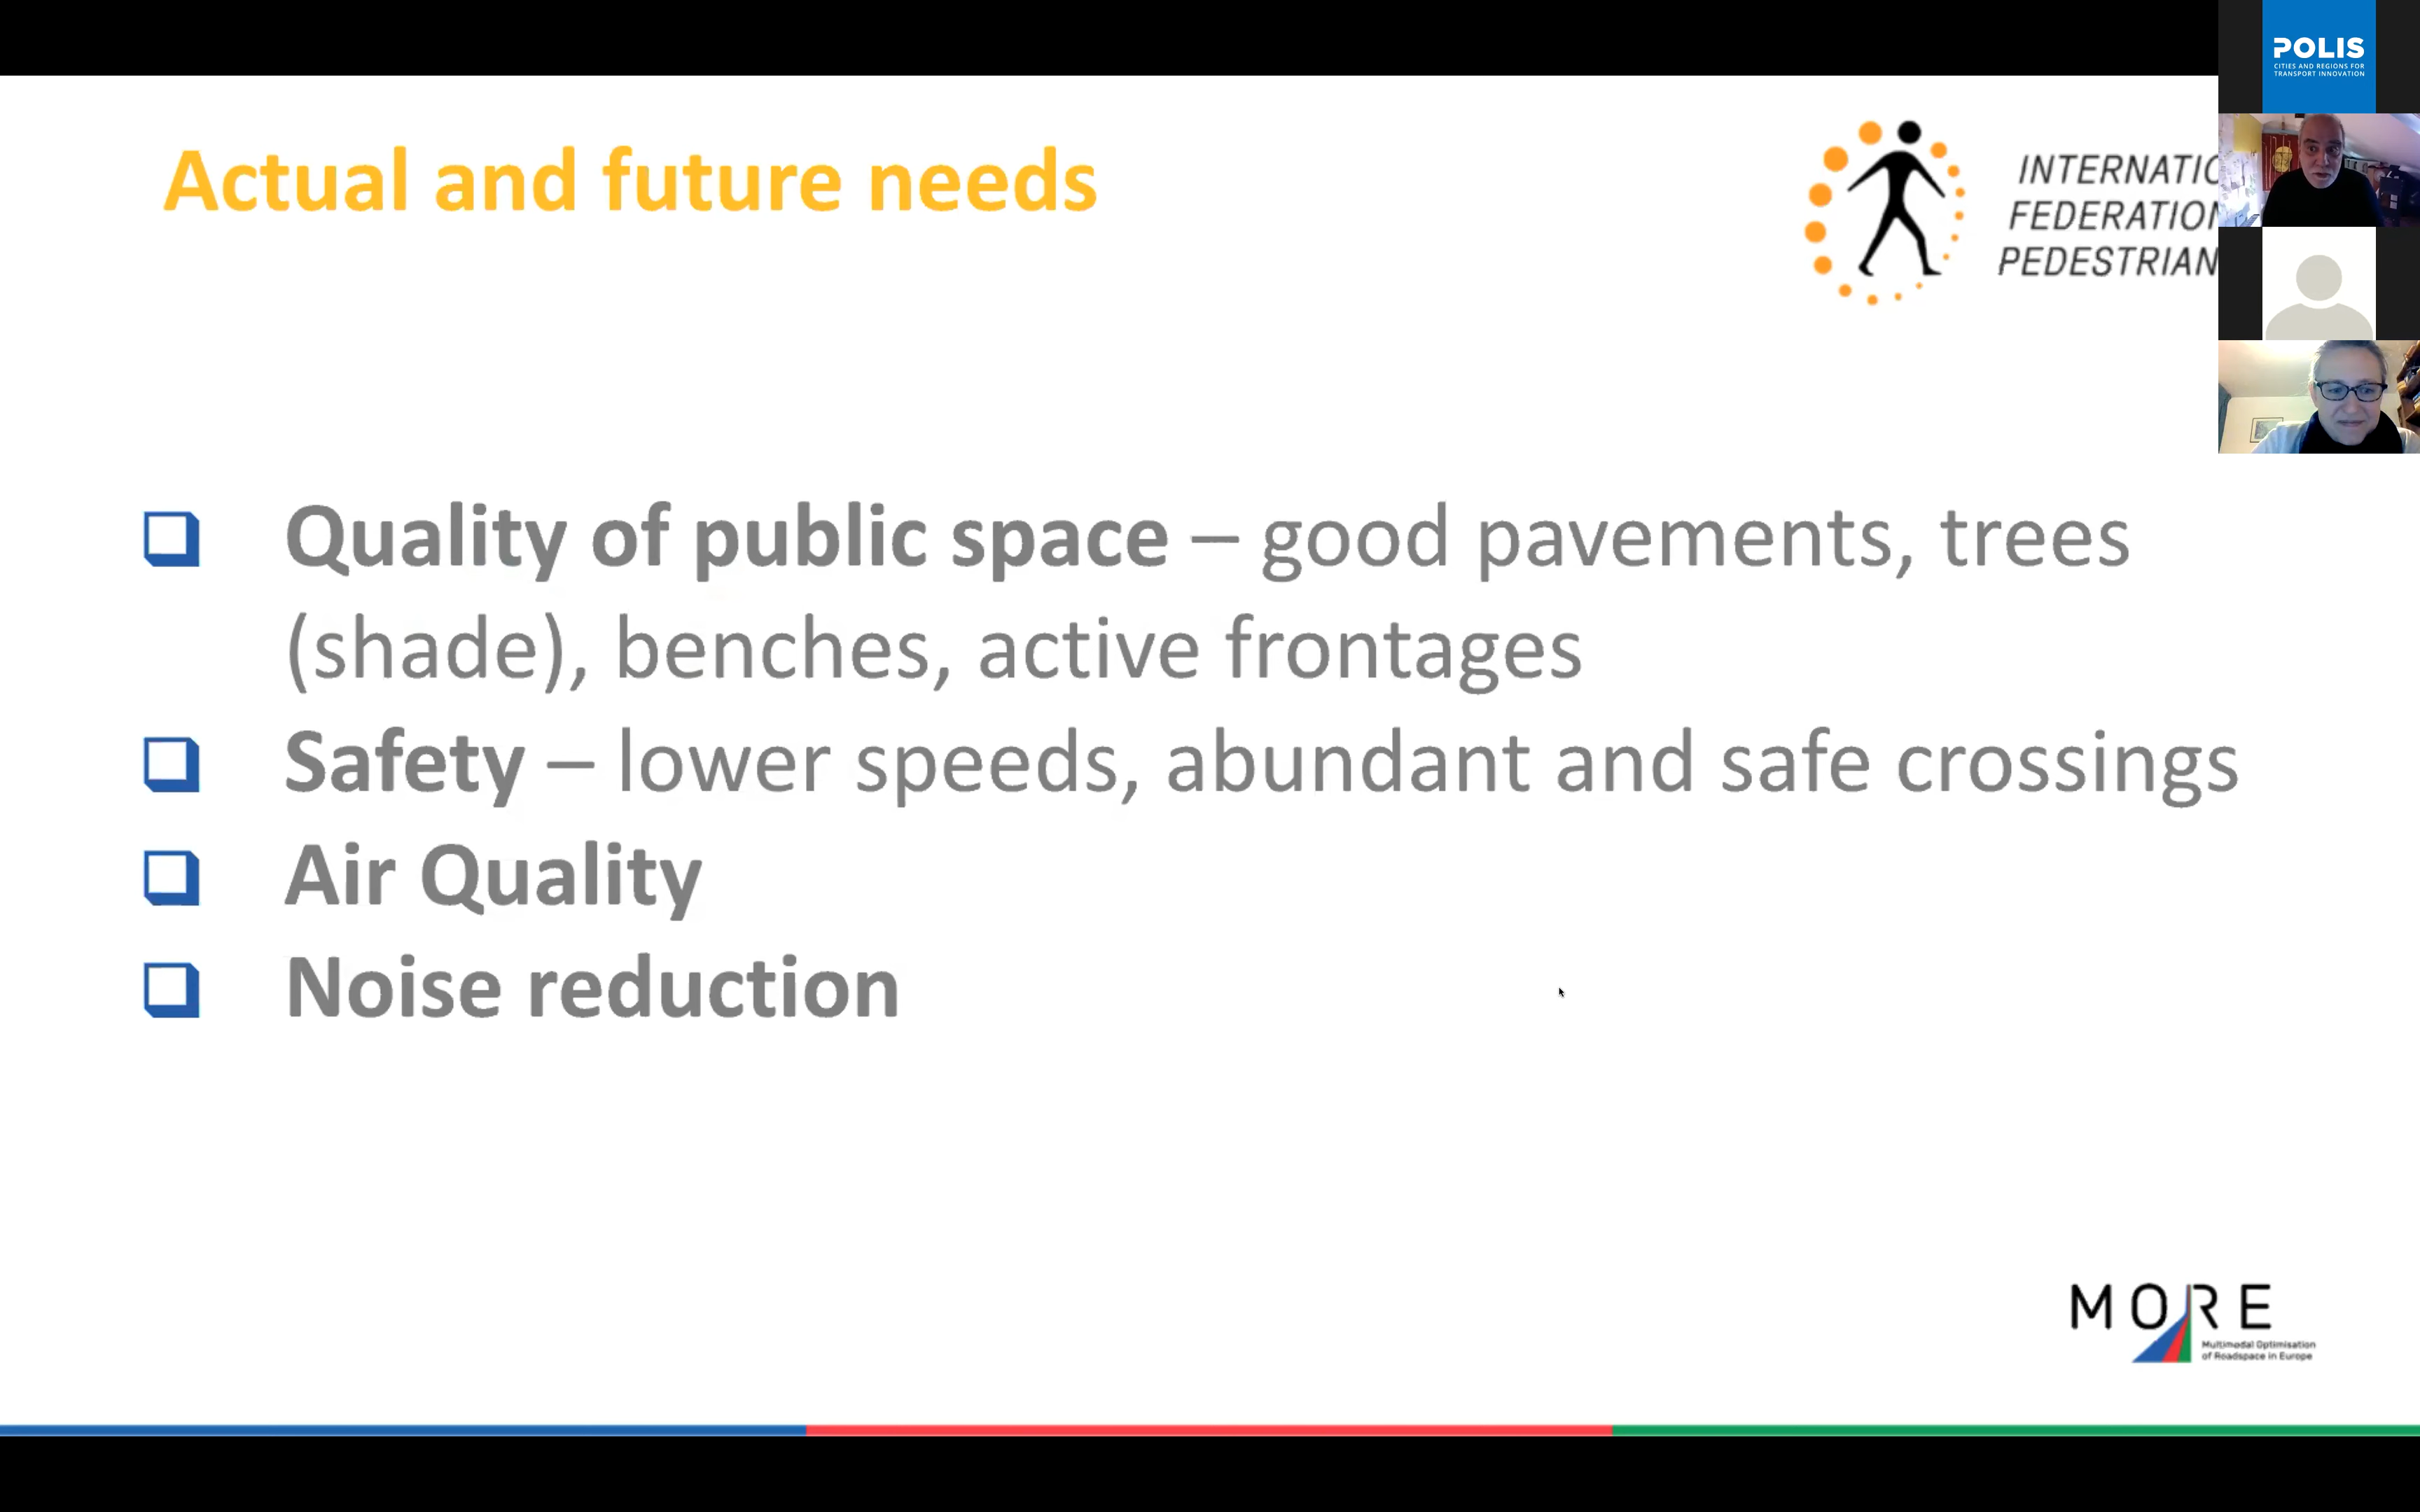 POLIS
CITIES AND REGIONS FOR
TRANSPORT INNOVATION
Actual and future needs
INTERNATIO
FEDERATION
PEDESTRIAN
Quality of public space – good pavements, trees
(shade), benches, active frontages
Safety – lower speeds, abundant and safe crossings
Air Quality
Noise reduction
MORE
Multimodal Optimisation
of Roadspace in Europe